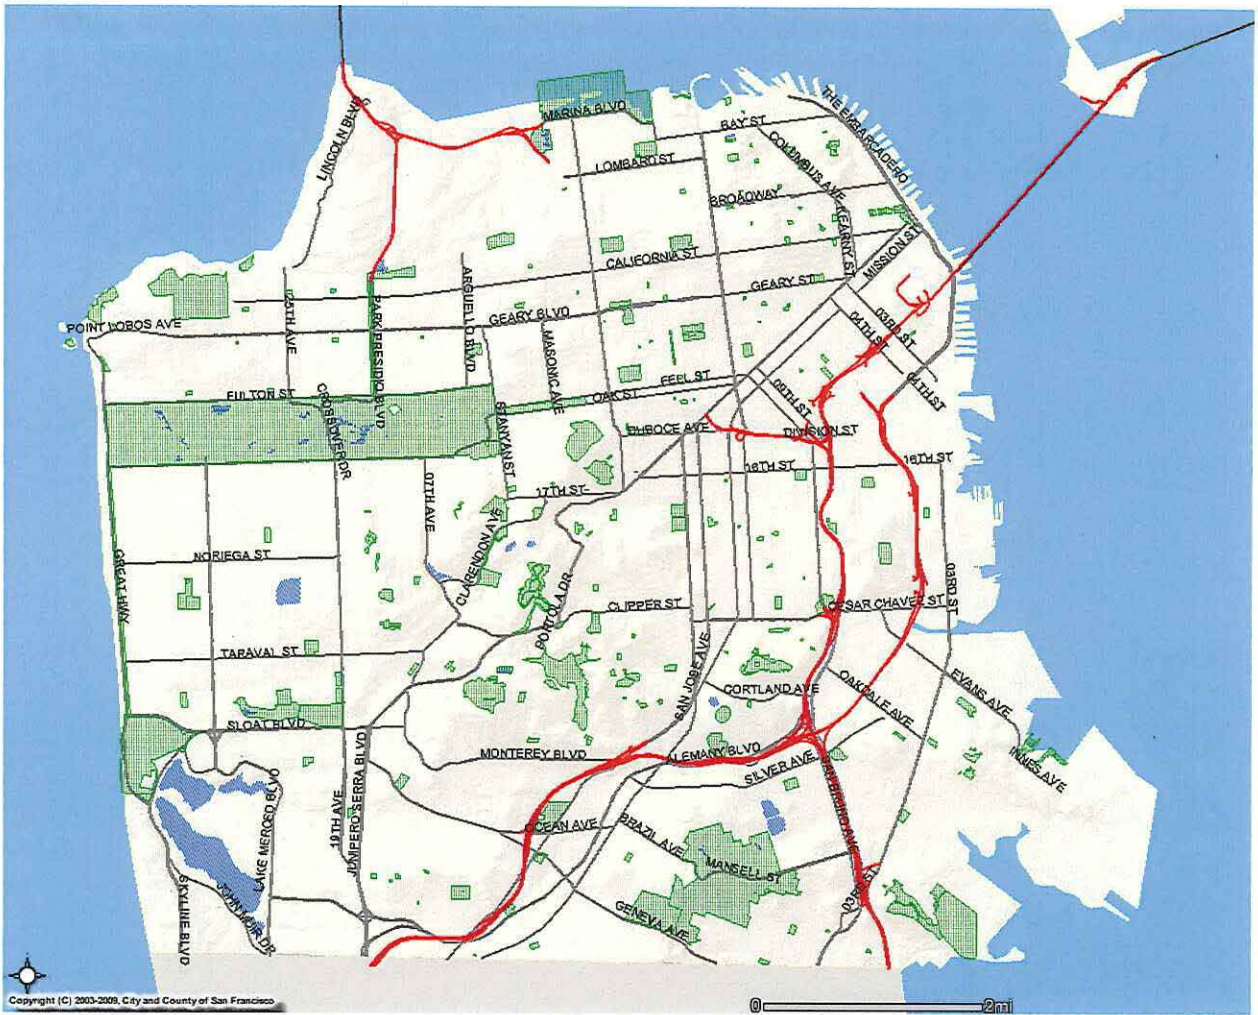 MARINA BLVD
THE EMBARCADERO
BAY ST
LINCOLN BLVD
COLUMBUS AVE
LOMBARD ST
BROADWAY
KEARNY ST
MISSION ST
CALIFORNIA ST
GEARY ST
25TH AVE
PARK PRESIDIO BLVD
ARGUELLO BLVD
GEARY BLVD
POINT LOBOS AVE
MASONIC AVE
03RD ST
04TH ST
FELL ST
OAK ST
09TH ST
04TH ST
FULTON ST
CROSSOVER DR
STANYAN ST
DUBOCE AVE
DIVISION ST
16TH ST
16TH ST
07TH AVE
17TH ST
CLARENDON AVE
GREAT HWY
NORIEGA ST
PORTOLA DR
CLIPPER ST
CESAR CHAVEZ ST
03RD ST
TARAVAL ST
SAN JOSE AVE
CORTLAND AVE
OAKDALE AVE
EVANS AVE
SLOAT BLVD
MONTEREY BLVD
ALEMANY BLVD
SILVER AVE
INNES AVE
LAKE MERCED BLVD
19TH AVE
JUNIPERO SERRA BLVD
OCEAN AVE
BRAZIL AVE
SAN BRUNO AVE
MANSELL ST
SKYLINE BLVD
JOHN MUIR DR
GENEVA AVE
03RD ST
Copyright (C) 2003-2009, City and County of San Francisco
0 2mi